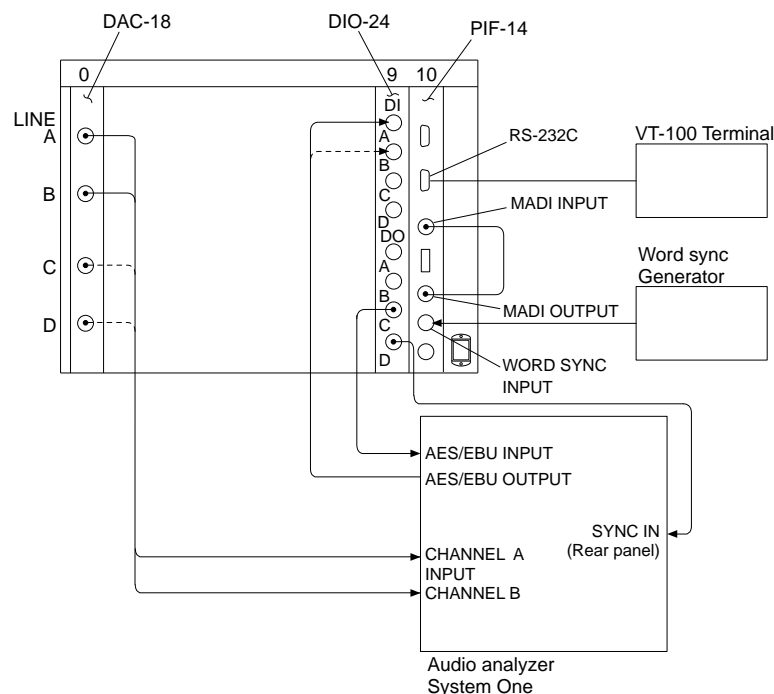 DAC-18
DIO-24
PIF-14
0
9
10
LINE
A
B
C
D
DI
A
B
C
D
DO
A
B
C
D
RS-232C
MADI INPUT
MADI OUTPUT
WORD SYNC
INPUT
VT-100 Terminal
Word sync
Generator
AES/EBU INPUT
AES/EBU OUTPUT
SYNC IN
(Rear panel)
CHANNEL A
INPUT
CHANNEL B
Audio analyzer
System One